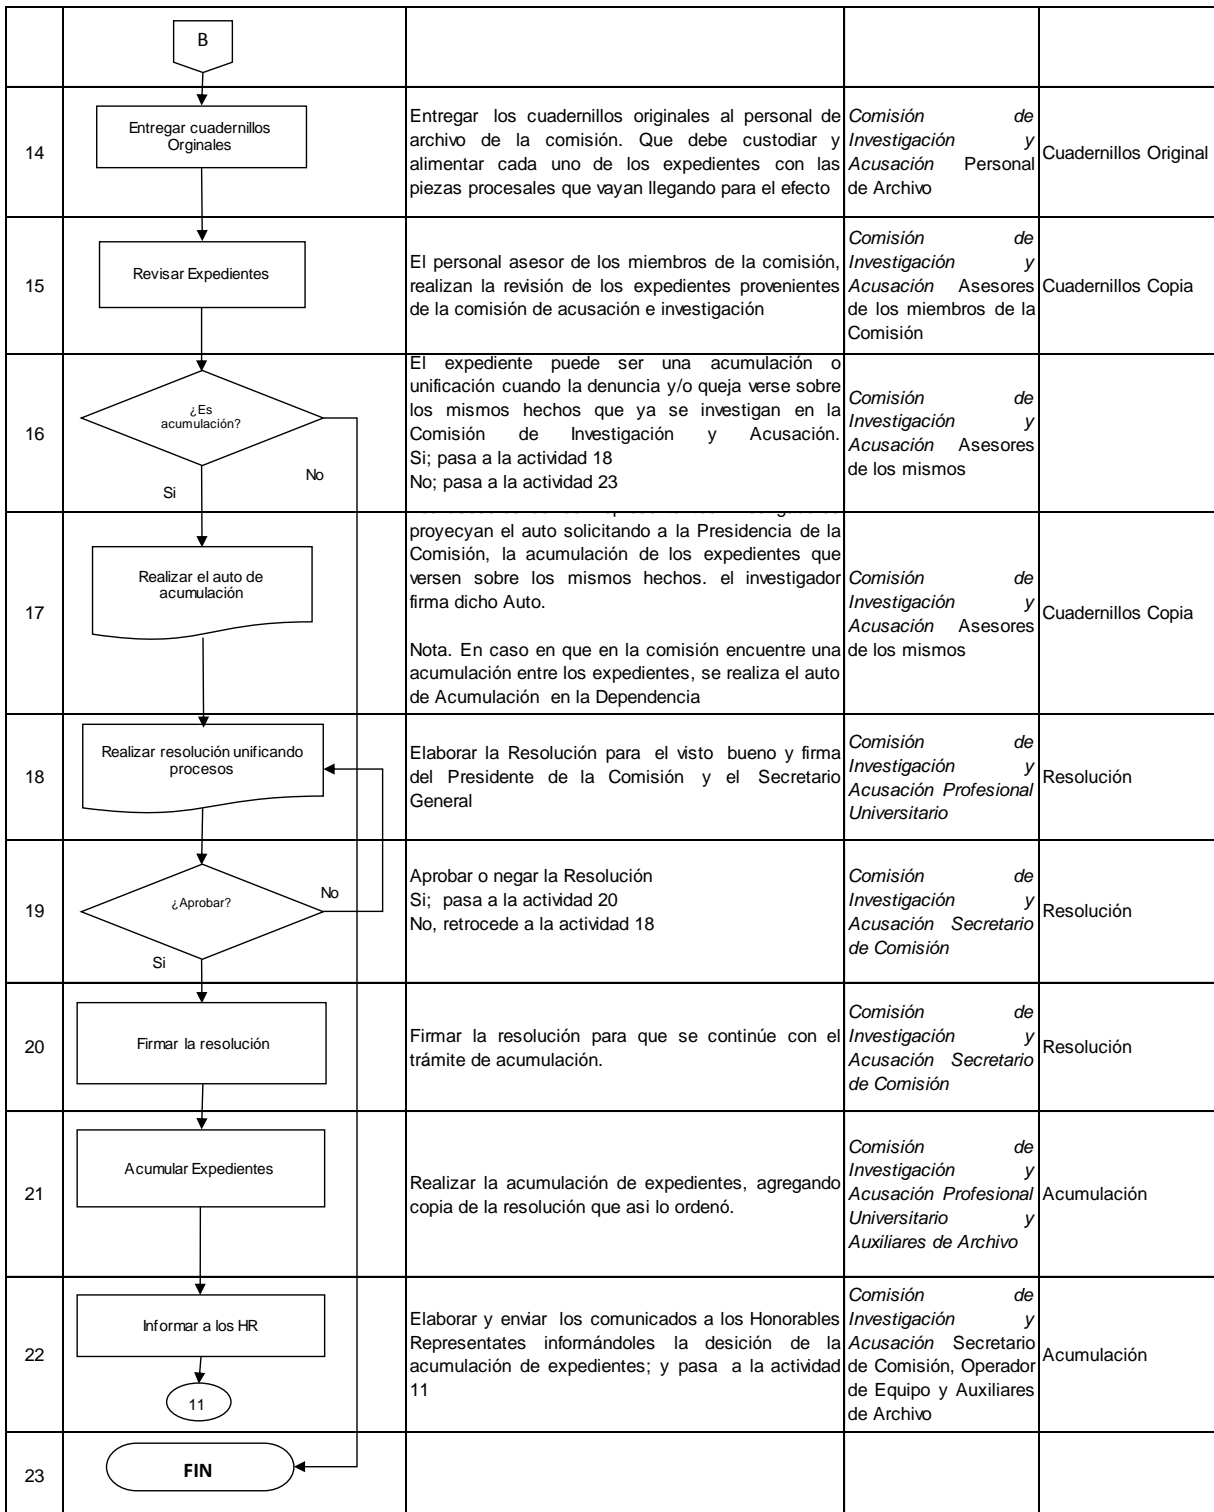 B
14
Entregar cuadernillos
Orginales
Entregar los cuadernillos originales al personal de
archivo de la comisión. Que debe custodiar y
alimentar cada uno de los expedientes con las
piezas procesales que vayan llegando para el efecto
Comisión de
Investigación y
Acusación Personal
de Archivo
Cuadernillos Original
15
Revisar Expedientes
El personal asesor de los miembros de la comisión,
realizan la revisión de los expedientes provenientes
de la comisión de acusación e investigación
Comisión de
Investigación y
Acusación Asesores
de los miembros de la
Comisión
Cuadernillos Copia
16
¿Es
acumulación?
No
Si
El expediente puede ser una acumulación o
unificación cuando la denuncia y/o queja verse sobre
los mismos hechos que ya se investigan en la
Comisión de Investigación y Acusación.
Si; pasa a la actividad 18
No; pasa a la actividad 23
Comisión de
Investigación y
Acusación Asesores
de los mismos
17
Realizar el auto de
acumulación
proyecyan el auto solicitando a la Presidencia de la
Comisión, la acumulación de los expedientes que
versen sobre los mismos hechos. el investigador
firma dicho Auto.
Nota. En caso en que en la comisión encuentre una
acumulación entre los expedientes, se realiza el auto
de Acumulación en la Dependencia
Comisión de
Investigación y
Acusación Asesores
de los mismos
Cuadernillos Copia
18
Realizar resolución unificando
procesos
Elaborar la Resolución para el visto bueno y firma
del Presidente de la Comisión y el Secretario
General
Comisión de
Investigación y
Acusación Profesional
Universitario
Resolución
19
¿Aprobar?
No
Si
Aprobar o negar la Resolución
Si; pasa a la actividad 20
No, retrocede a la actividad 18
Comisión de
Investigación y
Acusación Secretario
de Comisión
Resolución
20
Firmar la resolución
Firmar la resolución para que se continúe con el
trámite de acumulación.
Comisión de
Investigación y
Acusación Secretario
de Comisión
Resolución
21
Acumular Expedientes
Realizar la acumulación de expedientes, agregando
copia de la resolución que asi lo ordenó.
Comisión de
Investigación y
Acusación Profesional
Universitario y
Auxiliares de Archivo
Acumulación
22
Informar a los HR
11
Elaborar y enviar los comunicados a los Honorables
Representates informándoles la desición de la
acumulación de expedientes; y pasa a la actividad
11
Comisión de
Investigación y
Acusación Secretario
de Comisión, Operador
de Equipo y Auxiliares
de Archivo
Acumulación
23
FIN